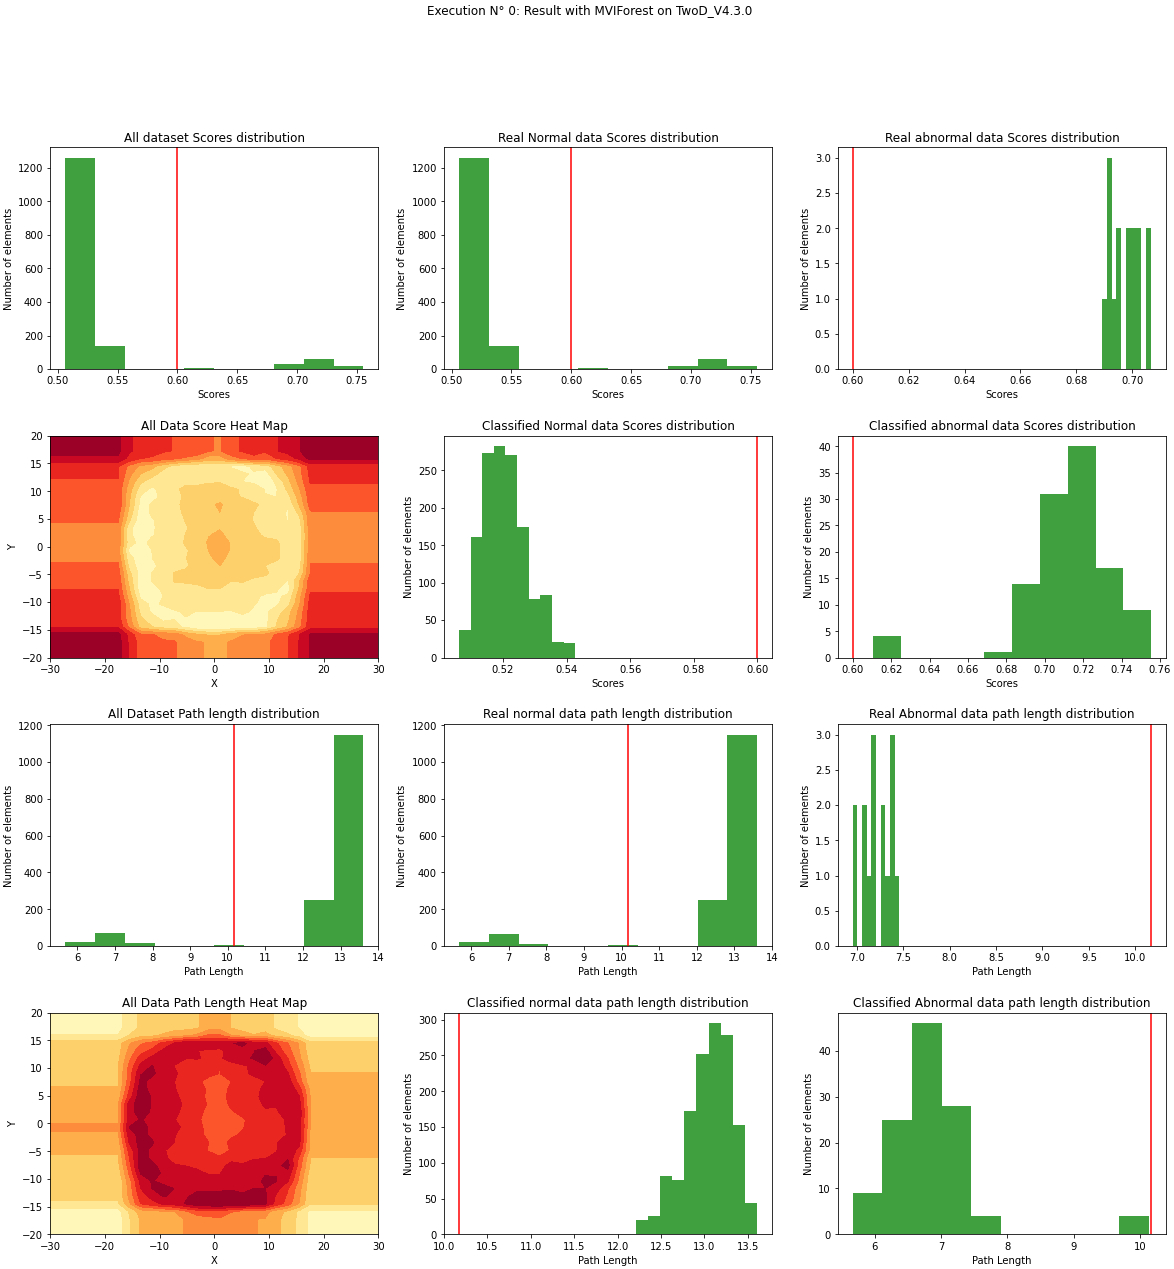 Execution N° 0: Result with MVIForest on TwoD_V4.3.0
All dataset Scores distribution
Number of elements
0 200 400 600 800 1000 1200
0.50 0.55 0.60 0.65 0.70 0.75
Scores
Real Normal data Scores distribution
Number of elements
0 200 400 600 800 1000 1200
0.50 0.55 0.60 0.65 0.70 0.75
Scores
Real abnormal data Scores distribution
Number of elements
0.0 0.5 1.0 1.5 2.0 2.5 3.0
0.60 0.62 0.64 0.66 0.68 0.70
Scores
All Data Score Heat Map
Y
20 15 10 5 0 −5 −10 −15 −20
−30 −20 −10 0 10 20 30
X
Classified Normal data Scores distribution
Number of elements
0 50 100 150 200 250
0.52 0.56 0.58 0.60
Scores
Classified abnormal data Scores distribution
Number of elements
0 5 10 15 20 25 30 35 40
0.60 0.62 0.64 0.66 0.68 0.70 0.72 0.74 0.76
Scores
All Dataset Path length distribution
Number of elements
0 200 400 600 800 1000 1200
6 7 8 9 10 11 12 13 14
Path Length
Real normal data path length distribution
Number of elements
0 200 400 600 800 1000 1200
6 7 8 9 10 11 12 13 14
Path Length
Real Abnormal data path length distribution
Number of elements
0.0 0.5 1.0 1.5 2.0 2.5 3.0
7.0 7.5 8.0 8.5 9.0 9.5 10.0
Path Length
All Data Path Length Heat Map
Y
20 15 10 5 0 −5 −10 −15 −20
−30 −20 −10 0 10 20 30
X
Classified normal data path length distribution
Number of elements
0 50 100 150 200 250 300
10.0 10.5 11.0 11.5 12.0 12.5 13.0 13.5
Path Length
Classified Abnormal data path length distribution
Number of elements
0 10 20 30 40
6 7 8 9 10
Path Length